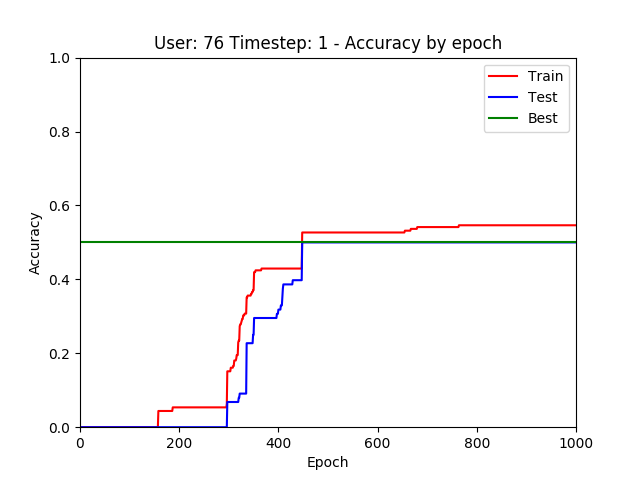 User: 76 Timestep: 1 - Accuracy by epoch
1.0
0.8
0.6
0.4
0.2
0.0
Accuracy
Train
Test
Best
0 200 400 600 800 1000
Epoch